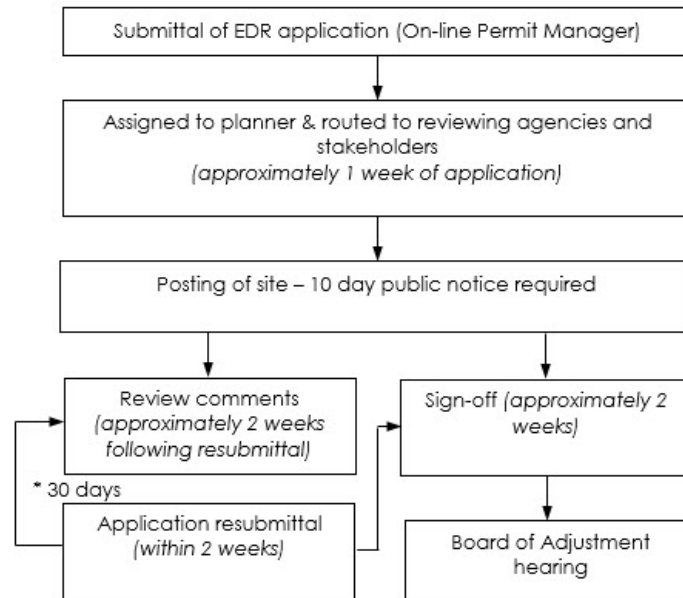 Submittal of EDR application (On-line Permit Manager)
Assigned to planner & routed to reviewing agencies and
stakeholders
(approximately 1 week of application)
Posting of site – 10 day public notice required
Review comments
(approximately 2 weeks
following resubmittal)
Sign-off (approximately 2
weeks)
* 30 days
Application resubmittal
(within 2 weeks)
Board of Adjustment
hearing